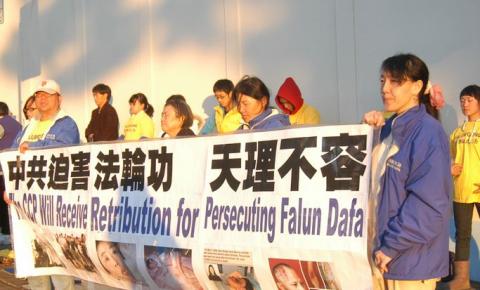 中共迫害法輪功 天理不容
CCP Will Receive Retribution for Persecuting Falun Dafa